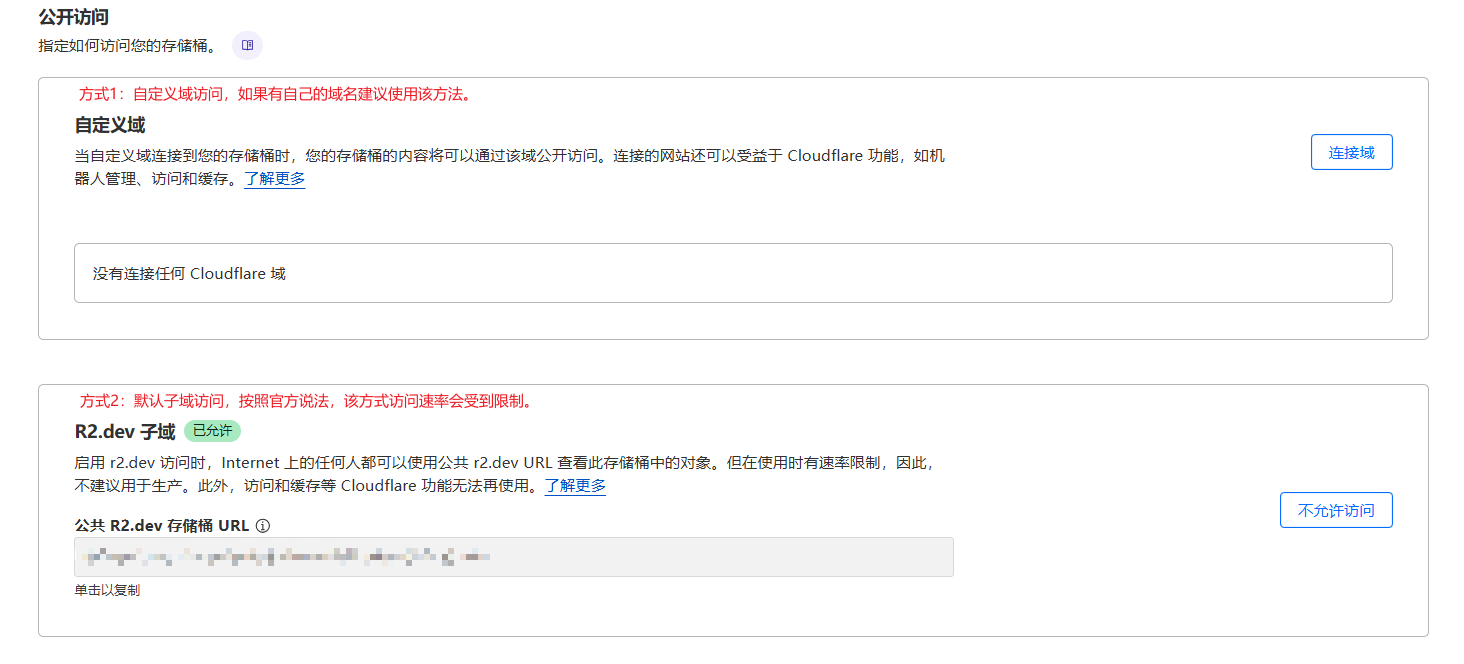 公开访问
指定如何访问您的存储桶。
方式1：自定义域访问，如果有自己的域名建议使用该方法。
自定义域
当自定义域连接到您的存储桶时，您的存储桶的内容将可以通过该域公开访问。连接的网站还可以受益于 Cloudflare 功能，如机
器人管理、访问和缓存。了解更多
连接域
没有连接任何 Cloudflare 域
方式2：默认子域访问，按照官方说法，该方式访问速率会受到限制。
R2.dev 子域 已允许
启用 r2.dev 访问时，Internet 上的任何人都可以使用公共 r2.dev URL 查看此存储桶中的对象。但在使用时有速率限制，因此，
不建议用于生产。此外，访问和缓存等 Cloudflare 功能无法再使用。了解更多
不允许访问
公共 R2.dev 存储桶 URL
单击以复制